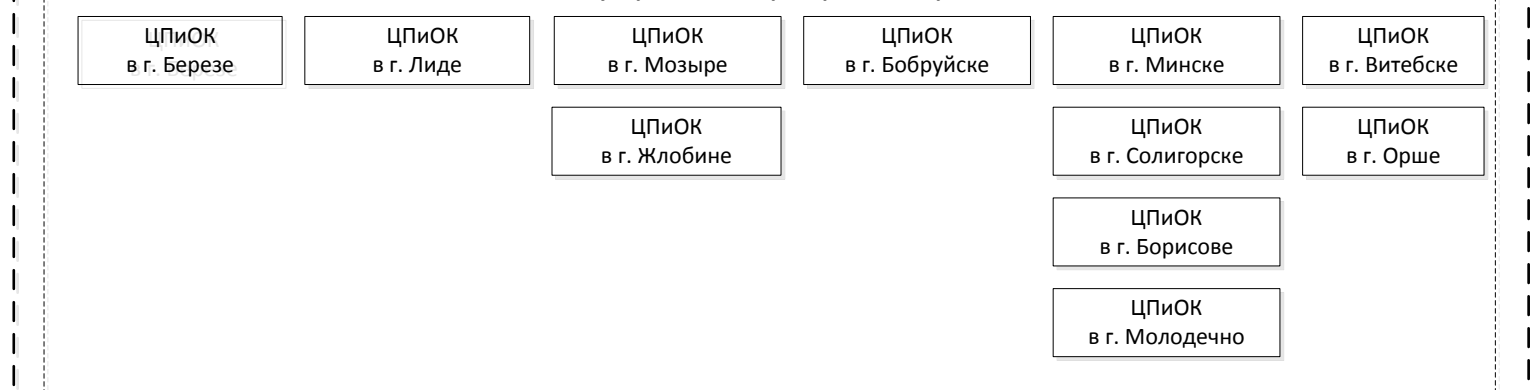 ЦПиОК
в г. Березе
ЦПиОК
в г. Лиде
ЦПиОК
в г. Мозыре
ЦПиОК
в г. Бобруйске
ЦПиОК
в г. Минске
ЦПиОК
в г. Витебске
ЦПиОК
в г. Жлобине
ЦПиОК
в г. Солигорске
ЦПиОК
в г. Орше
ЦПиОК
в г. Борисове
ЦПиОК
в г. Молодечно